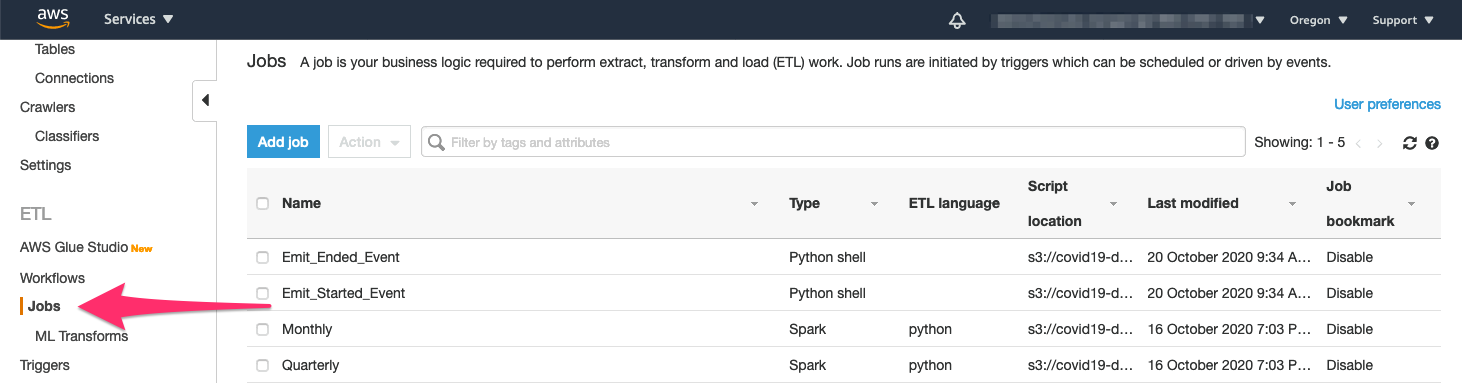 aws Services Oregon Support
Tables
Connections
Crawlers
Classifiers
Settings
ETL
AWS Glue Studio New
Workflows
Jobs
ML Transforms
Triggers
Jobs A job is your business logic required to perform extract, transform and load (ETL) work. Job runs are initiated by triggers which can be scheduled or driven by events.
User preferences
Add job Action Filter by tags and attributes Showing: 1 - 5
Name Type ETL language Script location Last modified Job bookmark
Emit_Ended_Event Python shell s3://covid19-d... 20 October 2020 9:34 A... Disable
Emit_Started_Event Python shell s3://covid19-d... 20 October 2020 9:34 A... Disable
Monthly Spark python s3://covid19-d... 16 October 2020 7:03 P... Disable
Quarterly Spark python s3://covid19-d... 16 October 2020 7:03 P... Disable